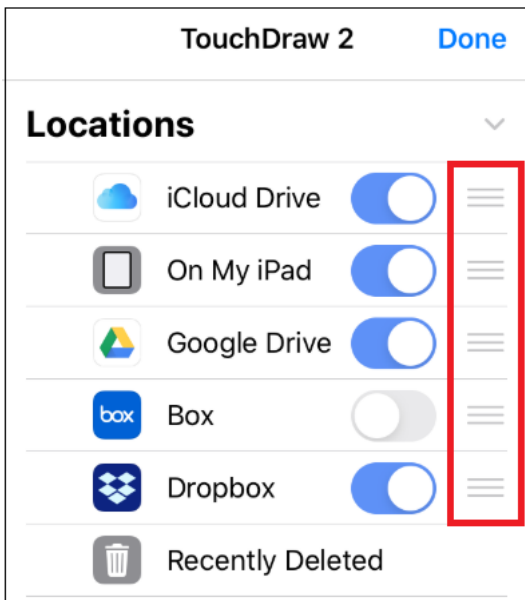 TouchDraw 2 Done
Locations
iCloud Drive
On My iPad
Google Drive
box Box
Dropbox
Recently Deleted